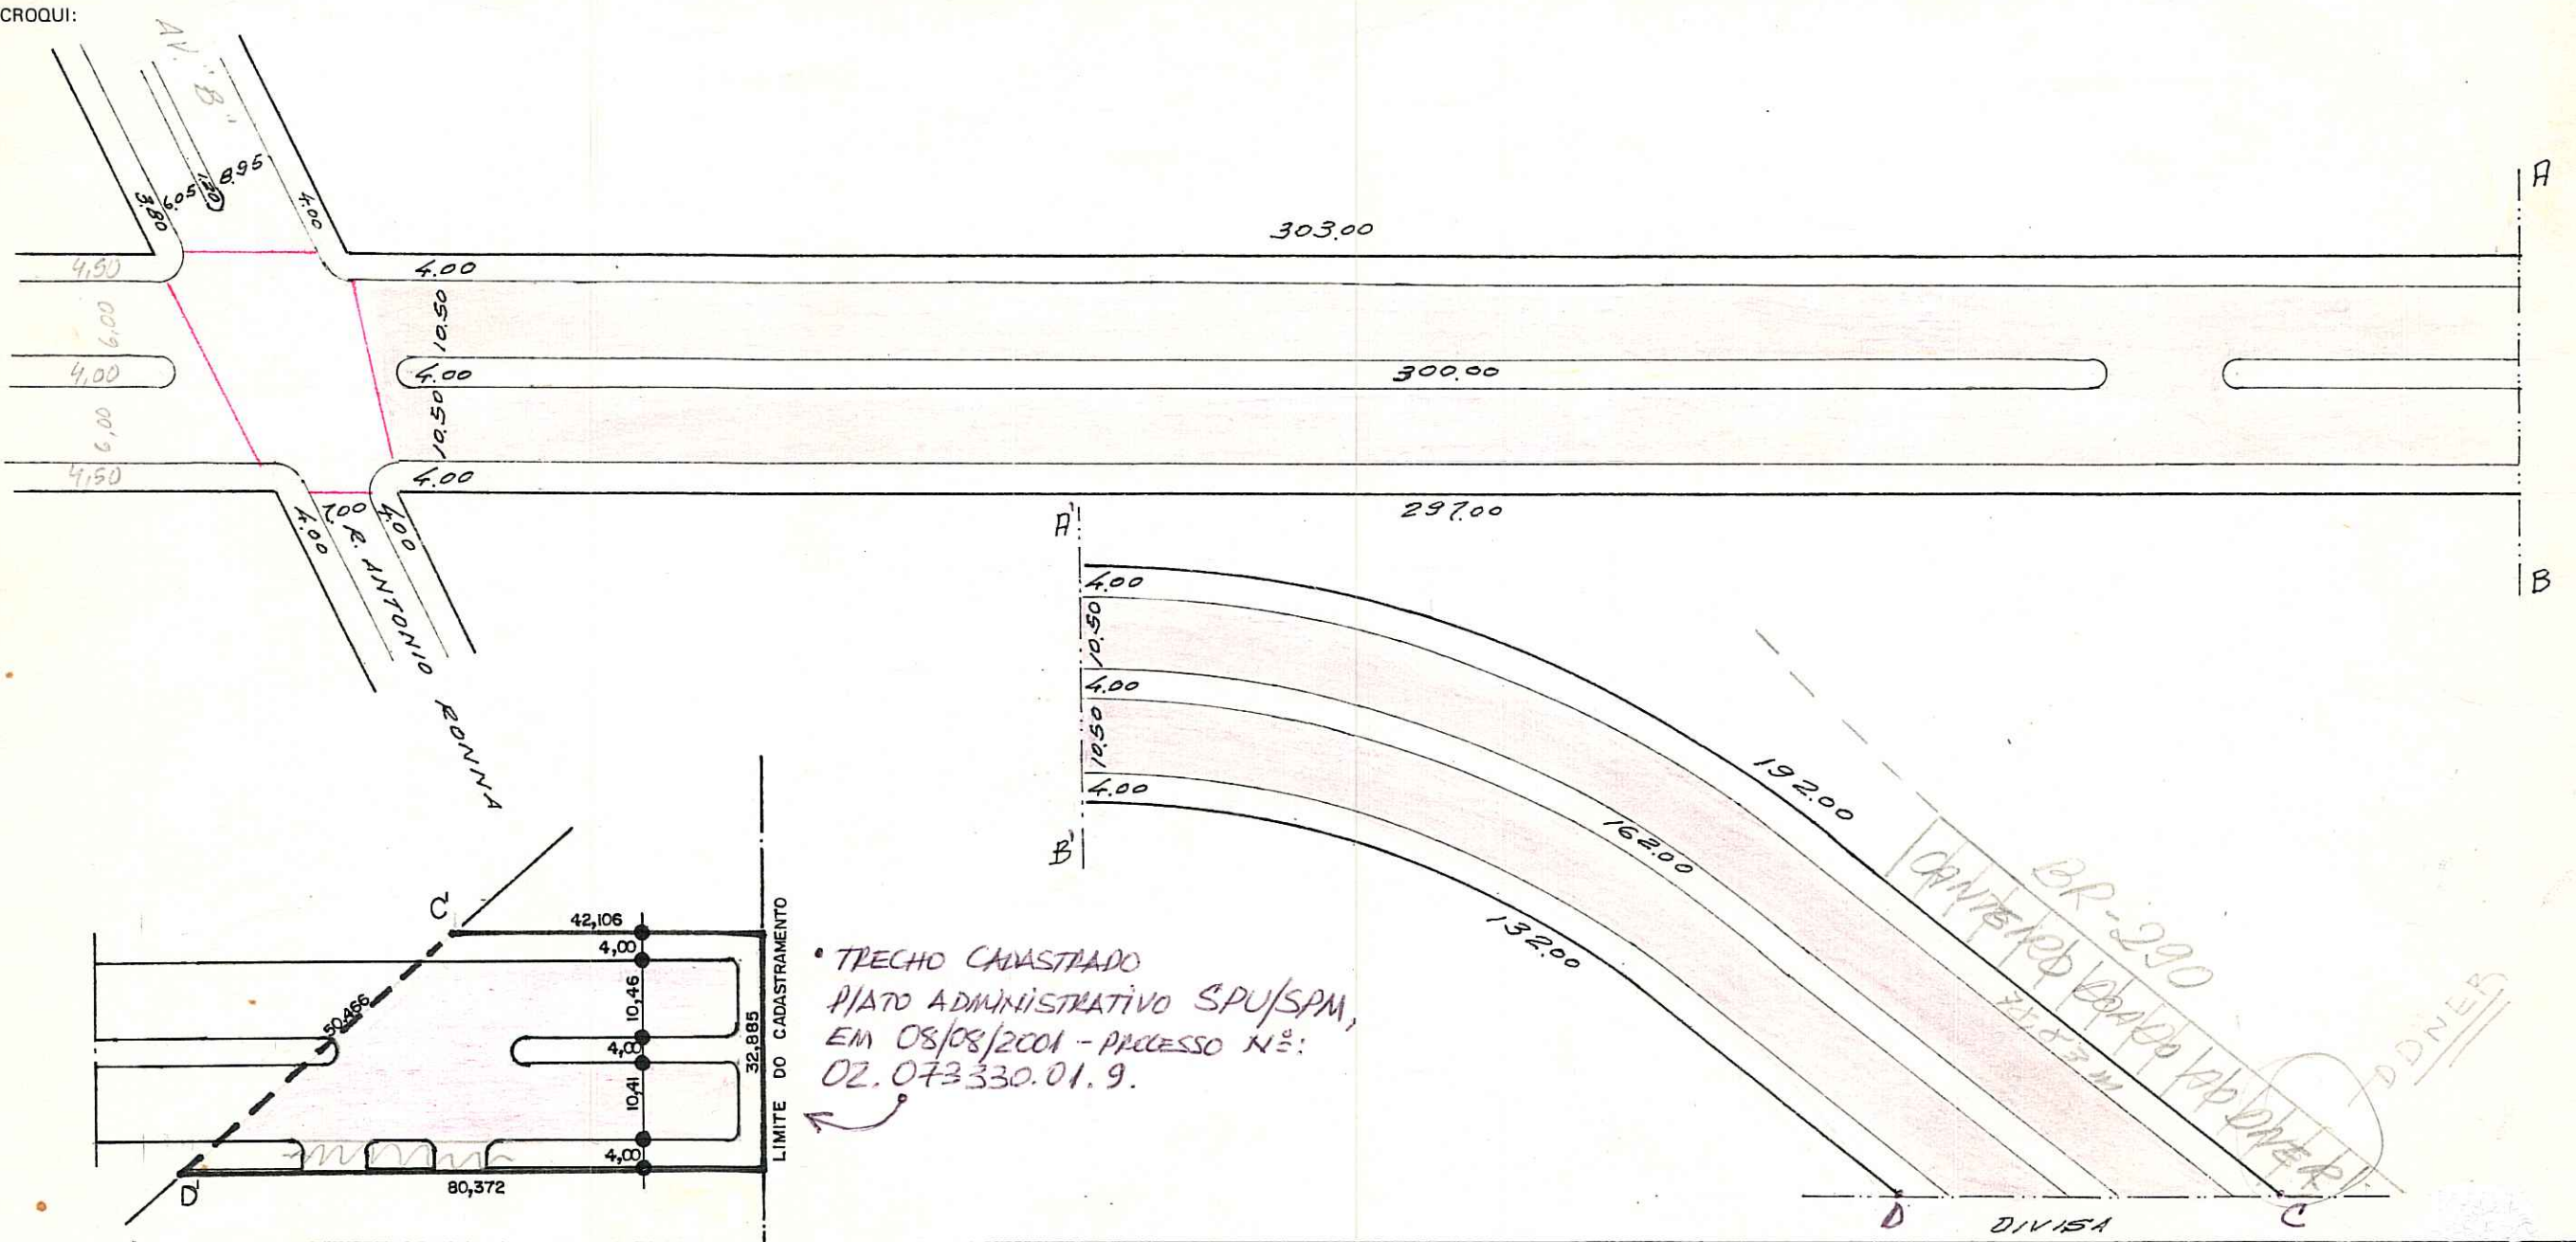 CROQUI:
AV. "B"
3.80
6.05
1.20
8.95
4.00
303.00
A
4,50
4.00
6,00
10.50
4,00
4.00
300.00
6,00
10.50
4,50
4.00
297.00
B
4.00
7.00
4.00
R. ANTONIO RONNA
A'
4.00
10.50
4.00
10.50
4.00
B'
192.00
162.00
132.00
BR-290
CANTEIRO DO DNER
DNER
D
DIVISA
C
C'
42,106
4,00
10,46
50,466
4,00
32,885
10,41
4,00
80,372
D'
LIMITE DO CADASTRAMENTO
• TRECHO CADASTRADO
P/ATO ADMINISTRATIVO SPU/SPM,
EM 08/08/2001 - PROCESSO Nº:
02.073330.01.9.